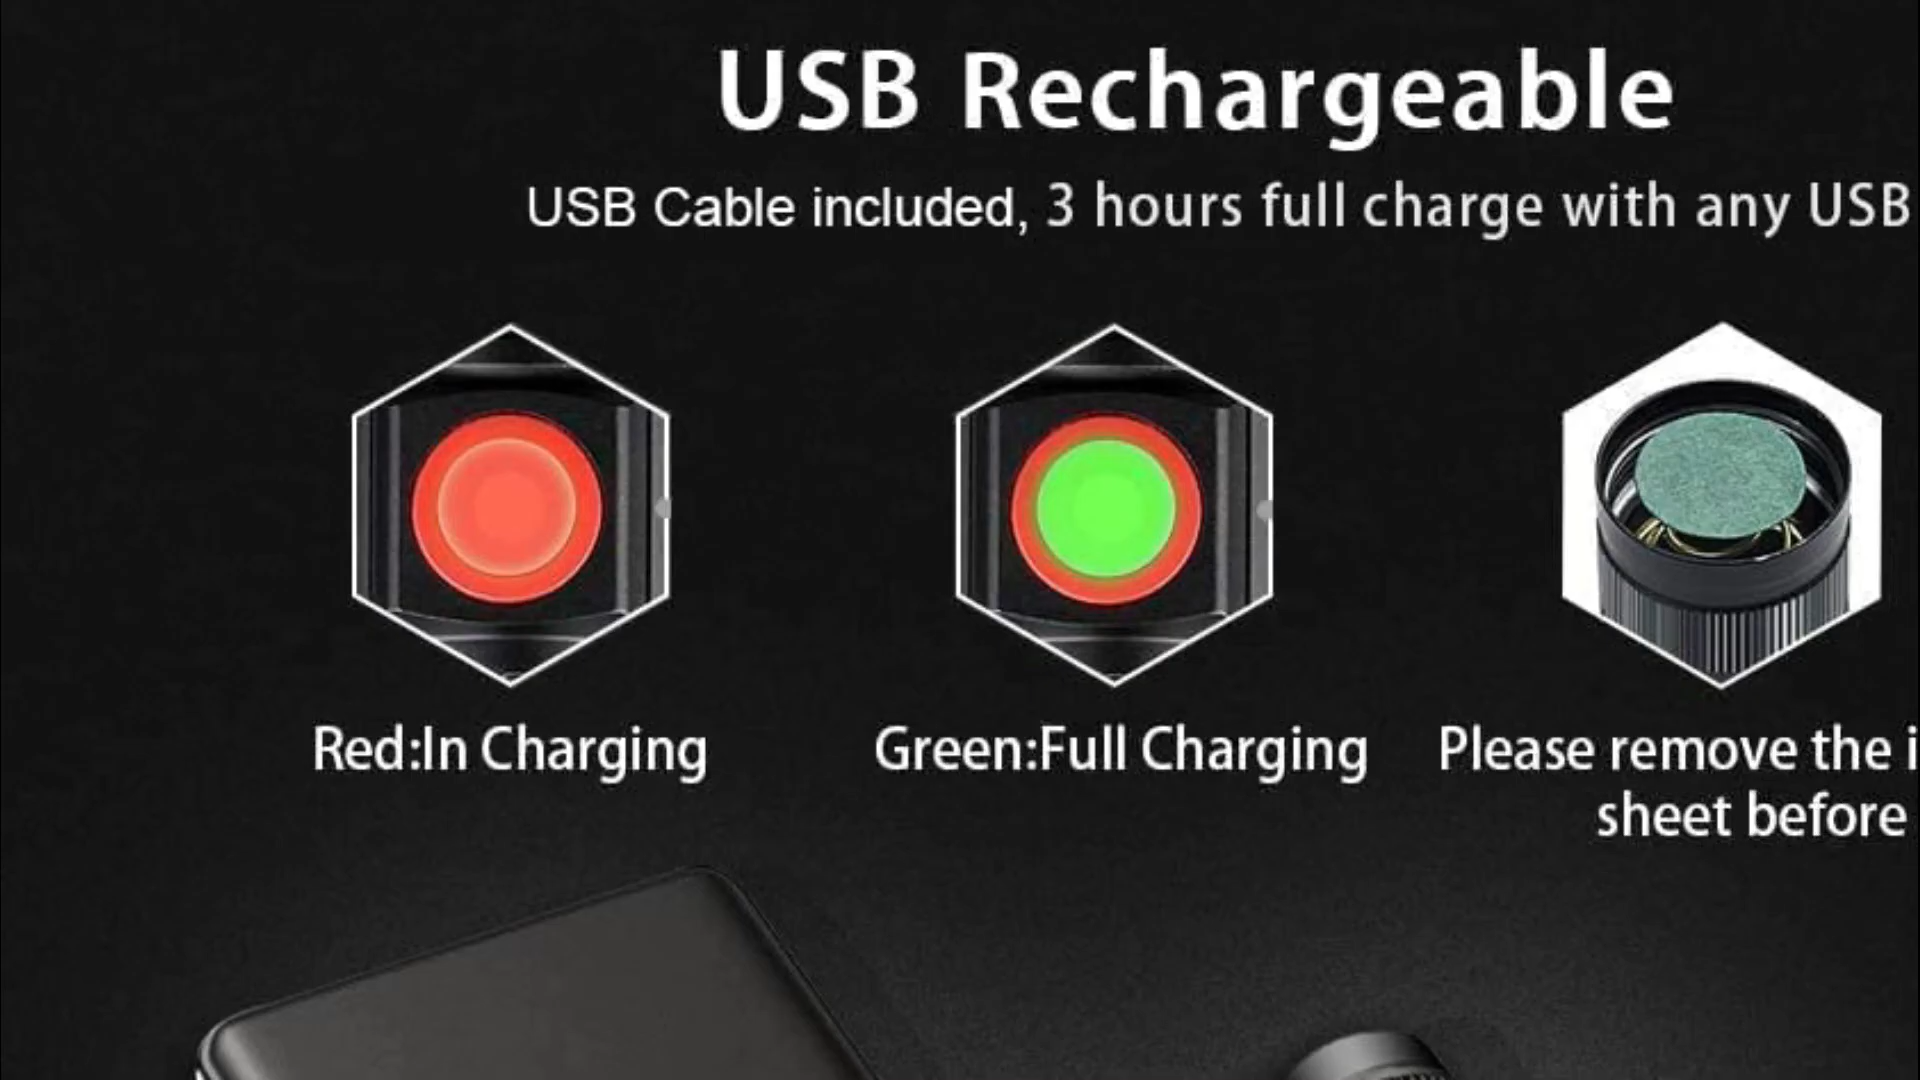 USB Rechargeable
USB Cable included, 3 hours full charge with any USB
Red:In Charging
Green:Full Charging
Please remove the
sheet before